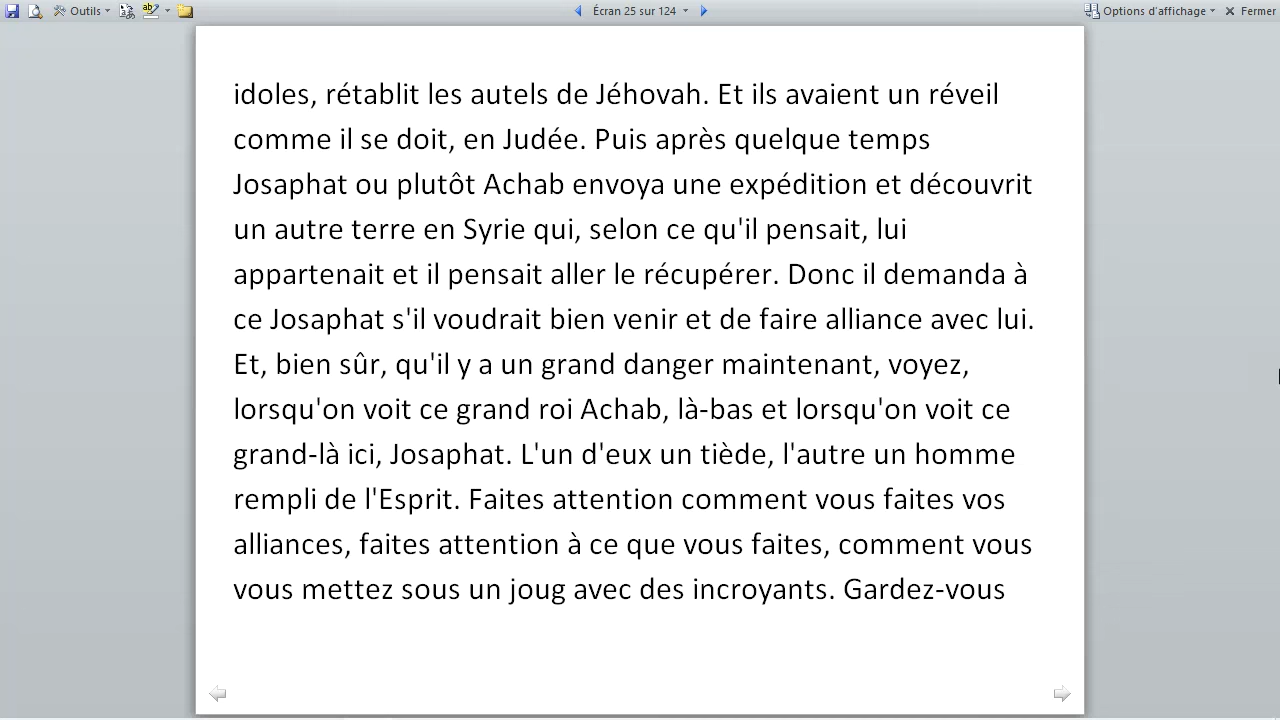 Outils
Écran 25 sur 124
Options d'affichage
Fermer
idoles, rétablit les autels de Jéhovah. Et ils avaient un réveil
comme il se doit, en Judée. Puis après quelque temps
Josaphat ou plutôt Achab envoya une expédition et découvrit
un autre terre en Syrie qui, selon ce qu'il pensait, lui
appartenait et il pensait aller le récupérer. Donc il demanda à
ce Josaphat s'il voudrait bien venir et de faire alliance avec lui.
Et, bien sûr, qu'il y a un grand danger maintenant, voyez,
lorsqu'on voit ce grand roi Achab, là-bas et lorsqu'on voit ce
grand-là ici, Josaphat. L'un d'eux un tiède, l'autre un homme
rempli de l'Esprit. Faites attention comment vous faites vos
alliances, faites attention à ce que vous faites, comment vous
vous mettez sous un joug avec des incroyants. Gardez-vous